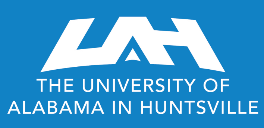 UAH
THE UNIVERSITY OF
ALABAMA IN HUNTSVILLE